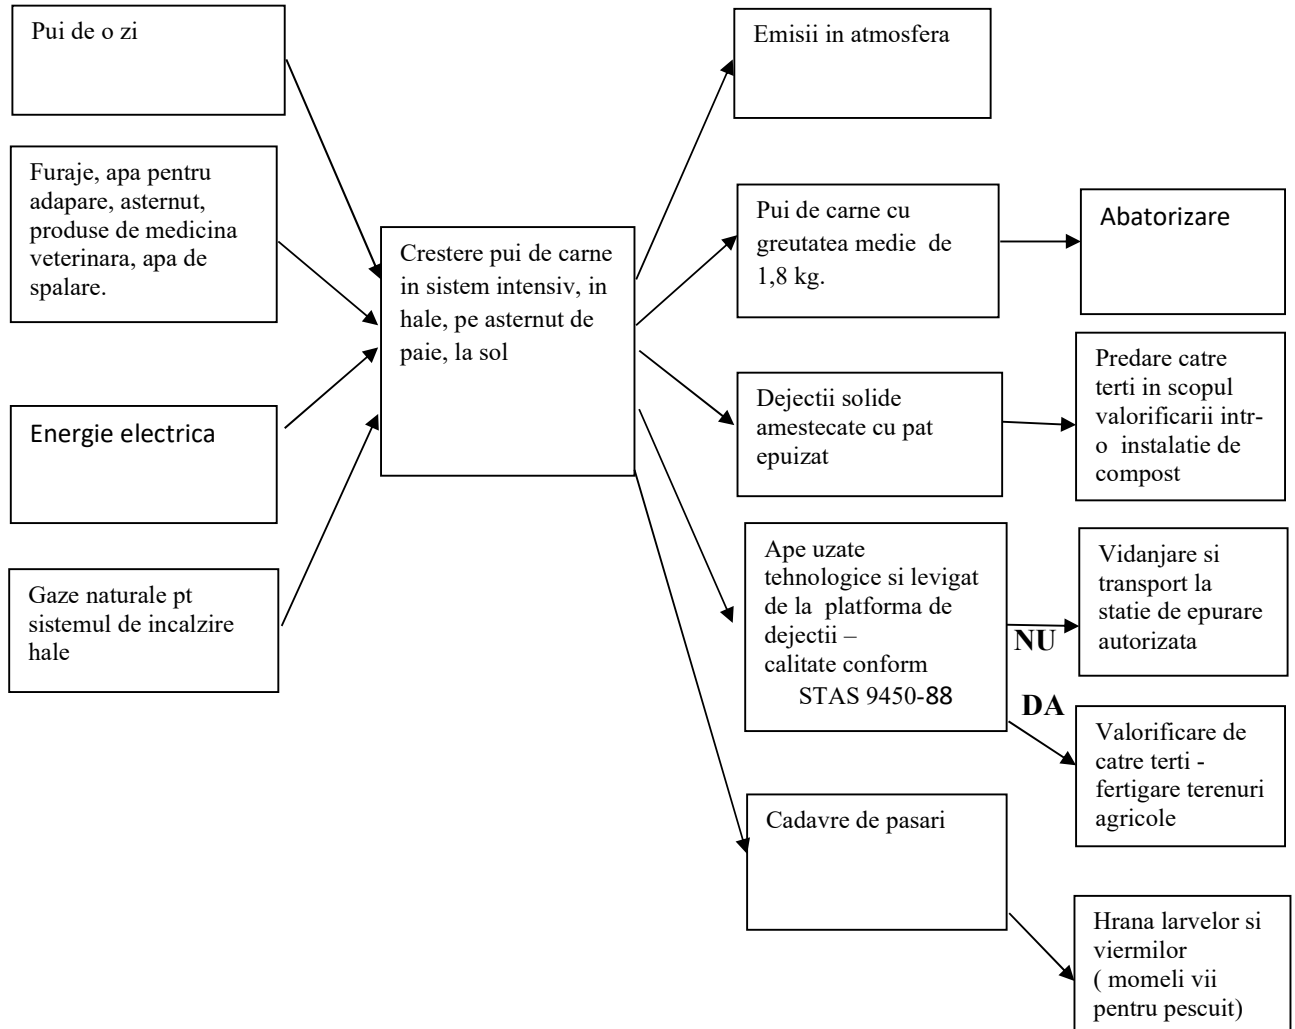 Pui de o zi
Furaje, apa pentru
adapare, asternut,
produse de medicina
veterinara, apa de
spalare.
Energie electrica
Gaze naturale pt
sistemul de incalzire
hale
Crestere pui de carne
in sistem intensiv, in
hale, pe asternut de
paie, la sol
Emisii in atmosfera
Pui de carne cu
greutatea medie de
1,8 kg.
Abatorizare
Dejectii solide
amestecate cu pat
epuizat
Predare catre
terti in scopul
valorificarii intr-
o instalatie de
compost
Ape uzate
tehnologice si levigat
de la platforma de
dejectii –
calitate conform
STAS 9450-88
NU
Vidanjare si
transport la
statie de epurare
autorizata
DA
Valorificare de
catre terti -
fertigare terenuri
agricole
Cadavre de pasari
Hrana larvelor si
viermilor
( momeli vii
pentru pescuit)